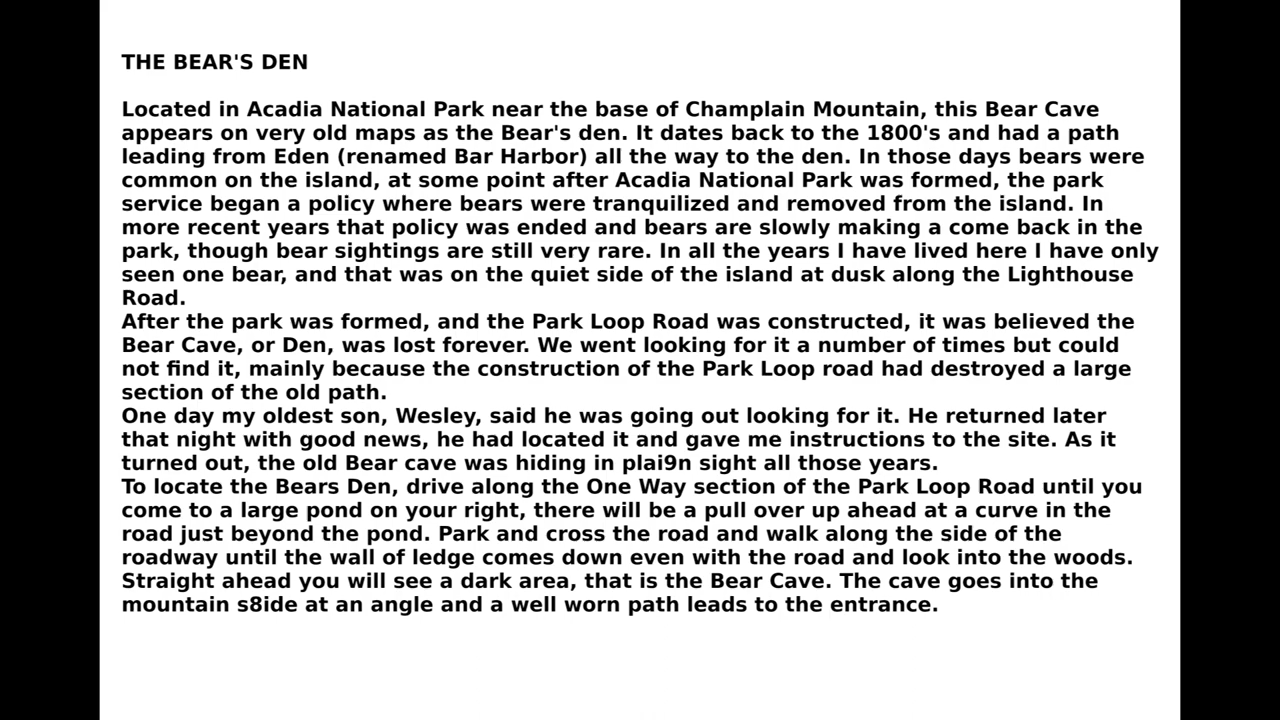 THE BEAR'S DEN
Located in Acadia National Park near the base of Champlain Mountain, this Bear Cave
appears on very old maps as the Bear's den. It dates back to the 1800's and had a path
leading from Eden (renamed Bar Harbor) all the way to the den. In those days bears were
common on the island, at some point after Acadia National Park was formed, the park
service began a policy where bears were tranquilized and removed from the island. In
more recent years that policy was ended and bears are slowly making a come back in the
park, though bear sightings are still very rare. In all the years I have lived here I have only
seen one bear, and that was on the quiet side of the island at dusk along the Lighthouse
Road.
After the park was formed, and the Park Loop Road was constructed, it was believed the
Bear Cave, or Den, was lost forever. We went looking for it a number of times but could
not find it, mainly because the construction of the Park Loop road had destroyed a large
section of the old path.
One day my oldest son, Wesley, said he was going out looking for it. He returned later
that night with good news, he had located it and gave me instructions to the site. As it
turned out, the old Bear cave was hiding in plai9n sight all those years.
To locate the Bears Den, drive along the One Way section of the Park Loop Road until you
come to a large pond on your right, there will be a pull over up ahead at a curve in the
road just beyond the pond. Park and cross the road and walk along the side of the
roadway until the wall of ledge comes down even with the road and look into the woods.
Straight ahead you will see a dark area, that is the Bear Cave. The cave goes into the
mountain s8ide at an angle and a well worn path leads to the entrance.